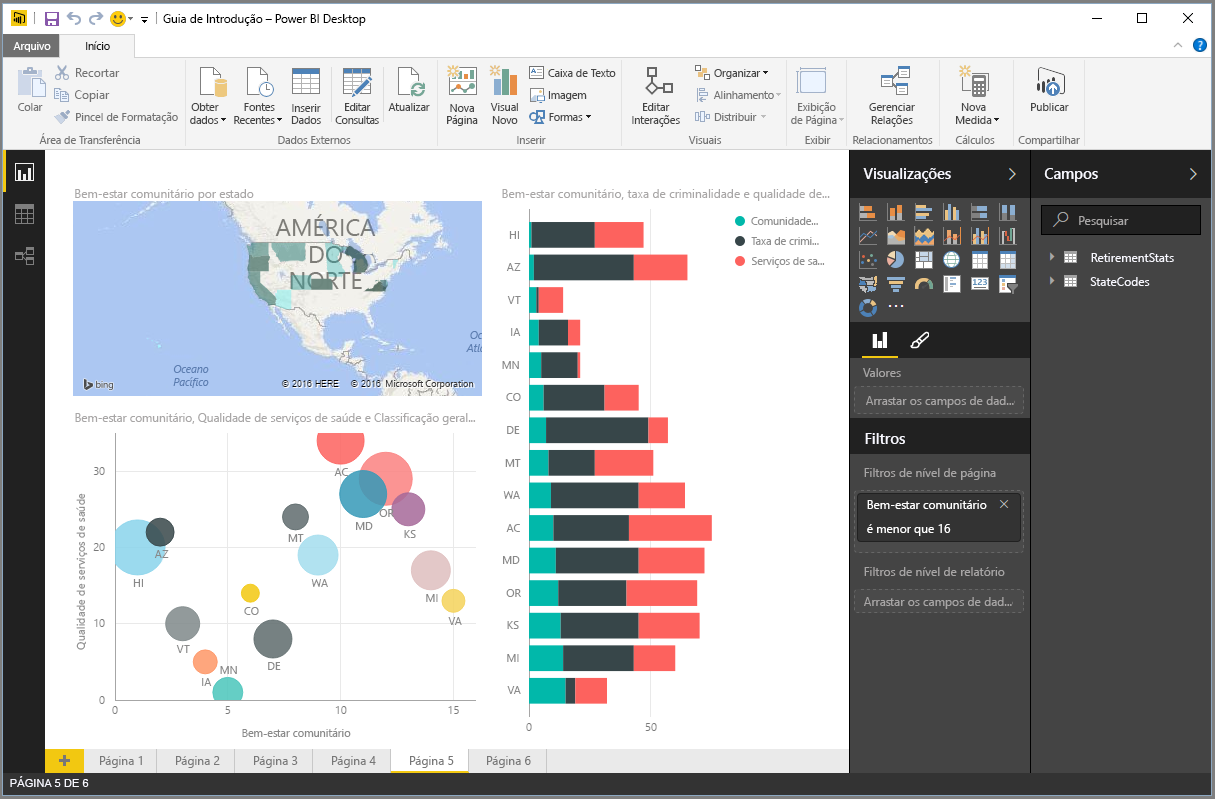 Guia de Introdução – Power BI Desktop
Arquivo
Início
Colar
Recortar
Copiar
Pincel de Formatação
Área de Transferência
Obter
dados
Fontes
Recentes
Inserir
Dados
Editar
Consultas
Atualizar
Dados Externos
Nova
Página
Visual
Novo
Caixa de Texto
Imagem
Formas
Inserir
Editar
Interações
Organizar
Alinhamento
Distribuir
Visuais
Exibição
de Página
Exibir
Gerenciar
Relações
Relacionamentos
Nova
Medida
Cálculos
Publicar
Compartilhar
Bem-estar comunitário por estado
AMÉRICA
DO
NORTE
Oceano
Pacífico
Oc
Atl
bing
© 2016 HERE © 2016 Microsoft Corporation
Bem-estar comunitário, Qualidade de serviços de saúde e Classificação geral...
Qualidade de serviços de saúde
30
20
10
0
AC
OR
MD
KS
MT
AZ
HI
WA
MI
VA
CO
VT
DE
IA
MN
0
5
10
15
Bem-estar comunitário
Bem-estar comunitário, taxa de criminalidade e qualidade de...
Comunidade...
Taxa de crimi...
Serviços de sa...
HI
AZ
VT
IA
MN
CO
DE
MT
WA
AC
MD
OR
KS
MI
VA
0
50
Visualizações
123
Valores
Arrastar os campos de dad...
Filtros
Filtros de nível de página
Bem-estar comunitário
é menor que 16
Filtros de nível de relatório
Arrastar os campos de dad...
Campos
Pesquisar
RetirementStats
StateCodes
Página 1
Página 2
Página 3
Página 4
Página 5
Página 6
PÁGINA 5 DE 6